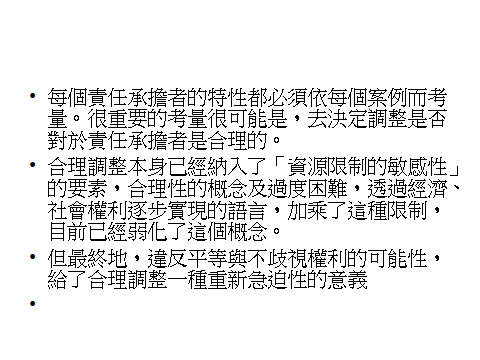 • 每個責任承擔者的特性都必須依每個案例而考
量。很重要的考量很可能是，去決定調整是否
對於責任承擔者是合理的。
• 合理調整本身已經納入了「資源限制的敏感性」
的要素，合理性的概念及過度困難，透過經濟、
社會權利逐步實現的語言，加乘了這種限制，
目前已經弱化了這個概念。
• 但最終地，違反平等與不歧視權利的可能性，
給了合理調整一種重新急迫性的意義
•